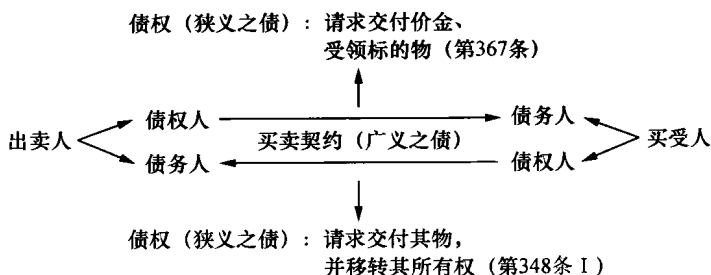 债权（狭义之债）：请求交付价金、
受领标的物（第367条）
债权人 债务人
出卖人 买卖契约（广义之债） 买受人
债务人 债权人
债权（狭义之债）：请求交付其物，
并移转其所有权（第348条Ⅰ）